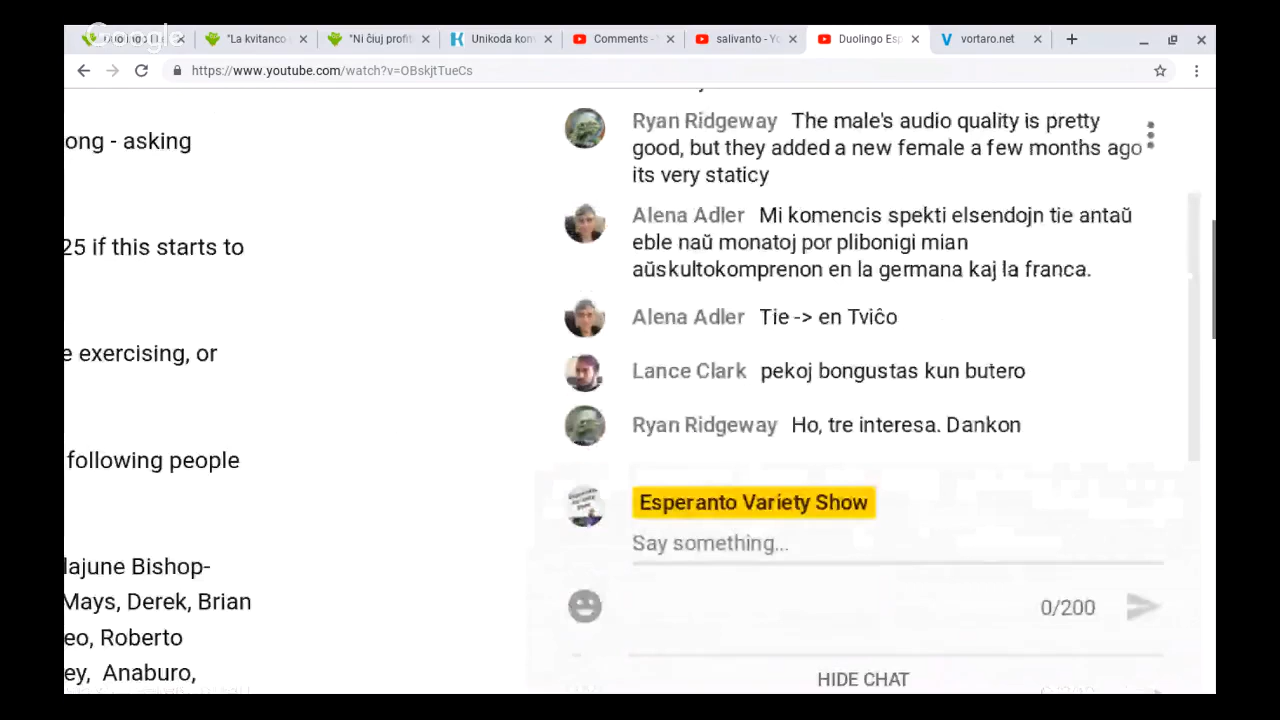 Google
"La kvitanco
"Ni ĉiuj profit
Unikoda kom
Comments - Y
salivanto - Yo
Duolingo Esp
vortaro.net
https://www.youtube.com/watch?v=OBskjtTueCs
ong - asking
25 if this starts to
e exercising, or
following people
lajune Bishop-
Mays, Derek, Brian
eo, Roberto
ey, Anaburo,
Ryan Ridgeway The male's audio quality is pretty
good, but they added a new female a few months ago
its very staticy
Alena Adler Mi komencis spekti elsendojn tie antaŭ
eble naŭ monatoj por plibonigi mian
aŭskultokomprenon en la germana kaj la franca.
Alena Adler Tie -> en Tviĉo
Lance Clark pekoj bongustas kun butero
Ryan Ridgeway Ho, tre interesa. Dankon
Esperanto Variety Show
Say something...
0/200
HIDE CHAT